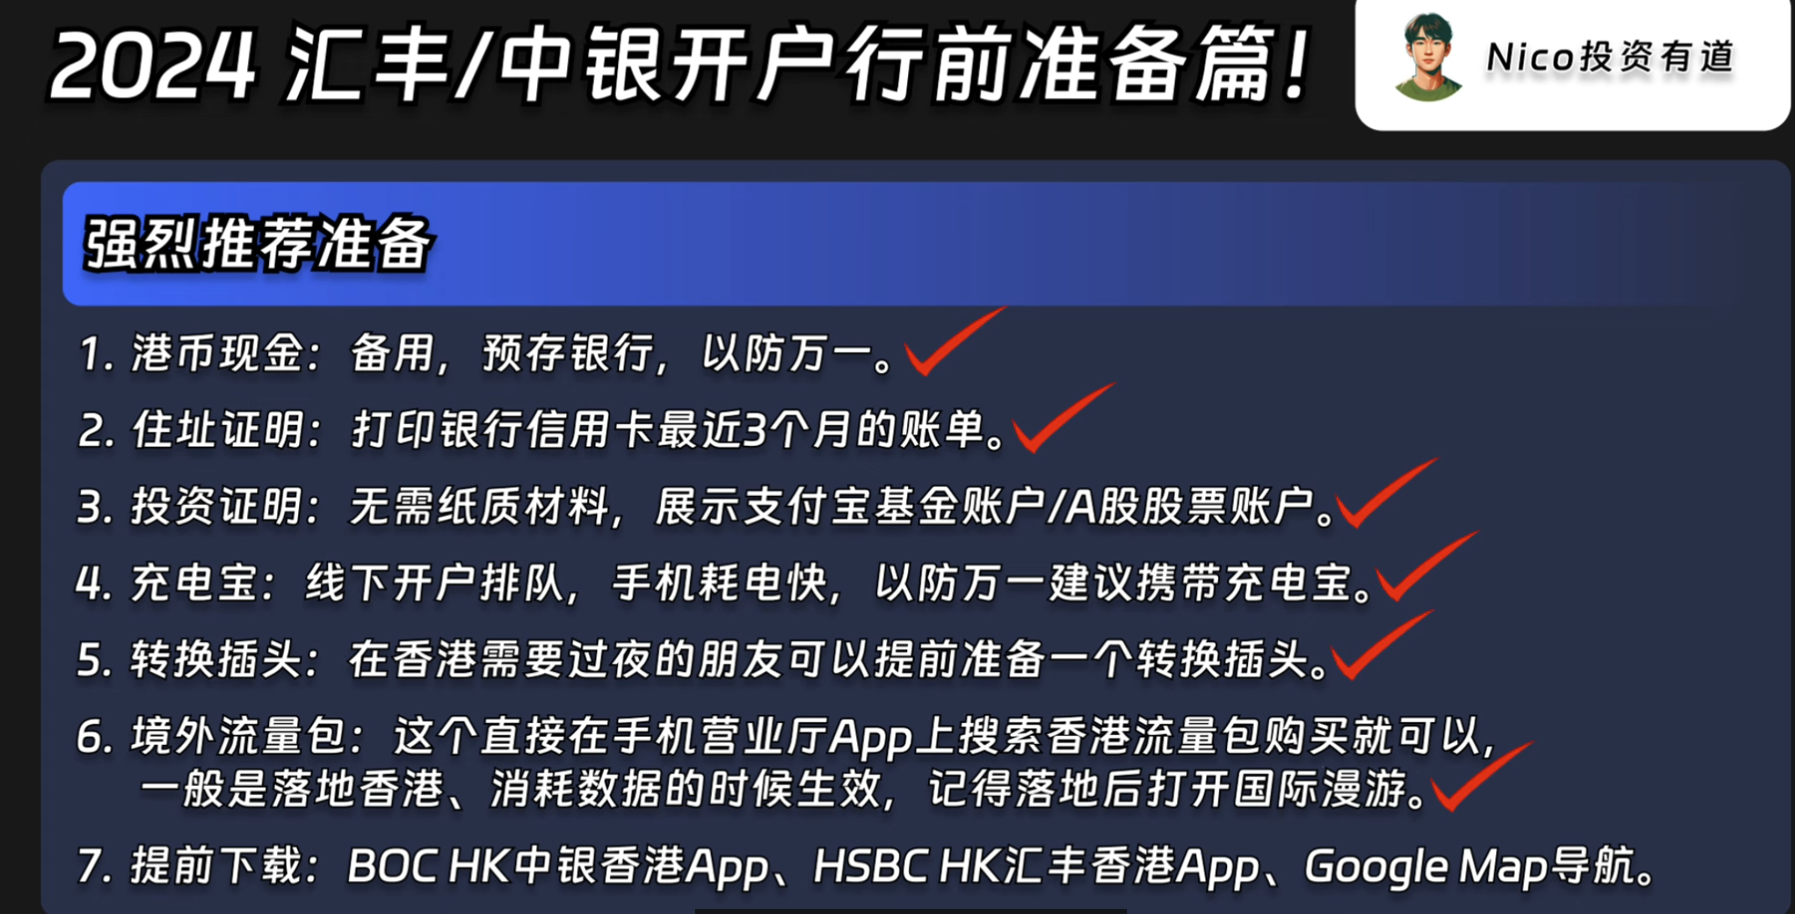 2024 汇丰/中银开户行前准备篇！
Nico投资有道
强烈推荐准备
1. 港币现金：备用，预存银行，以防万一。
2. 住址证明：打印银行信用卡最近3个月的账单。
3. 投资证明：无需纸质材料，展示支付宝基金账户/A股股票账户。
4. 充电宝：线下开户排队，手机耗电快，以防万一建议携带充电宝。
5. 转换插头：在香港需要过夜的朋友可以提前准备一个转换插头。
6. 境外流量包：这个直接在手机营业厅App上搜索香港流量包购买就可以，
一般是落地香港、消耗数据的时候生效，记得落地后打开国际漫游。
7. 提前下载：BOC HK中银香港App、HSBC HK汇丰香港App、Google Map导航。